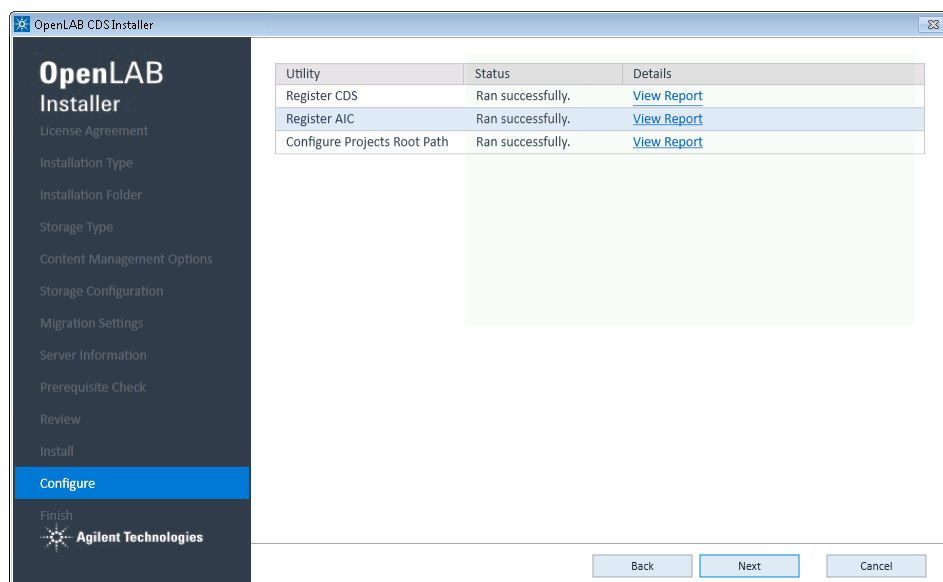 OpenLAB CDS Installer
OpenLAB
Installer
License Agreement
Installation Type
Installation Folder
Storage Type
Content Management Options
Storage Configuration
Migration Settings
Server Information
Prerequisite Check
Review
Install
Configure
Finish
Agilent Technologies
Utility Status Details
Register CDS Ran successfully. View Report
Register AIC Ran successfully. View Report
Configure Projects Root Path Ran successfully. View Report
Back Next Cancel